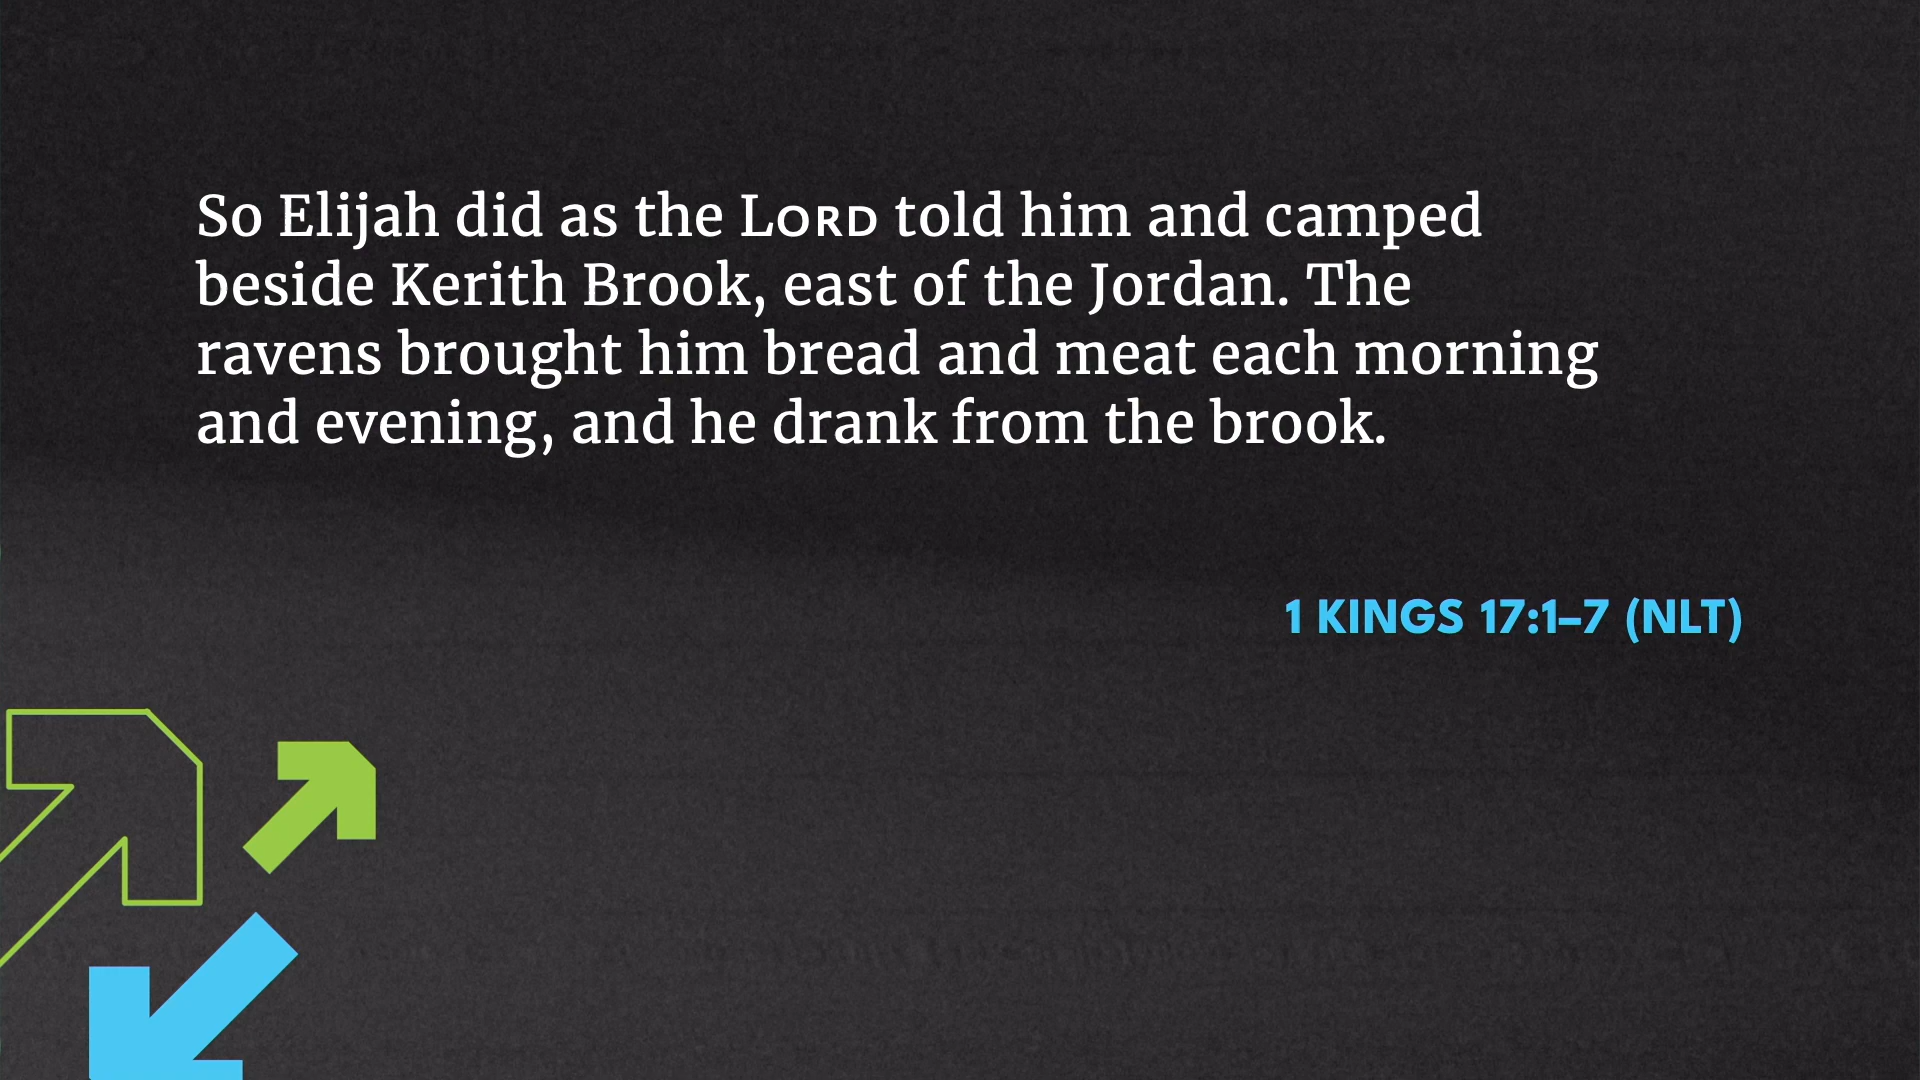 So Elijah did as the LORD told him and camped
beside Kerith Brook, east of the Jordan. The
ravens brought him bread and meat each morning
and evening, and he drank from the brook.
1 KINGS 17:1–7 (NLT)